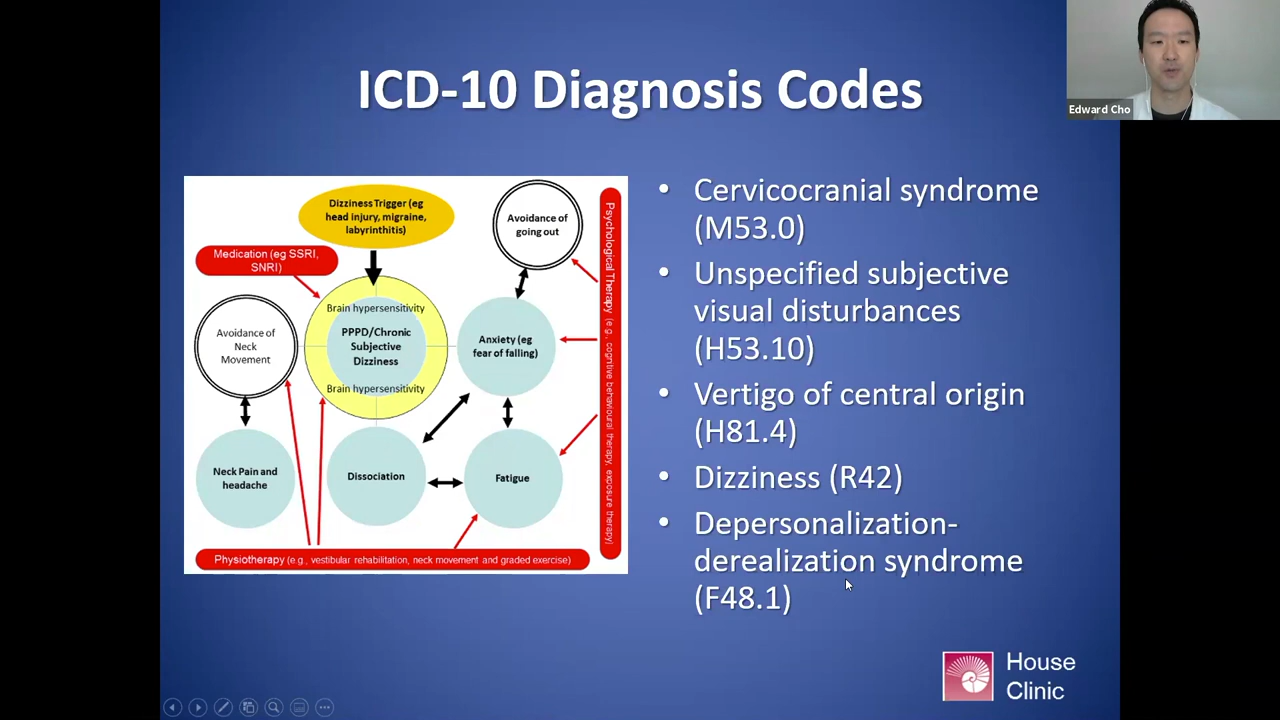 ICD-10 Diagnosis Codes
Edward Cho
Dizziness Trigger (eg
head injury, migraine,
labyrinthitis)
Avoidance of
going out
Medication (eg SSRI,
SNRI)
Psychological Therapy (e.g., cognitive behavioural therapy, exposure therapy)
Brain hypersensitivity
Avoidance of
Neck
Movement
PPPD/Chronic
Subjective
Dizziness
Anxiety (eg
fear of falling)
Brain hypersensitivity
Neck Pain and
headache
Dissociation
Fatigue
Physiotherapy (e.g., vestibular rehabilitation, neck movement and graded exercise)
• Cervicocranial syndrome
(M53.0)
• Unspecified subjective
visual disturbances
(H53.10)
• Vertigo of central origin
(H81.4)
• Dizziness (R42)
• Depersonalization-
derealization syndrome
(F48.1)
House
Clinic